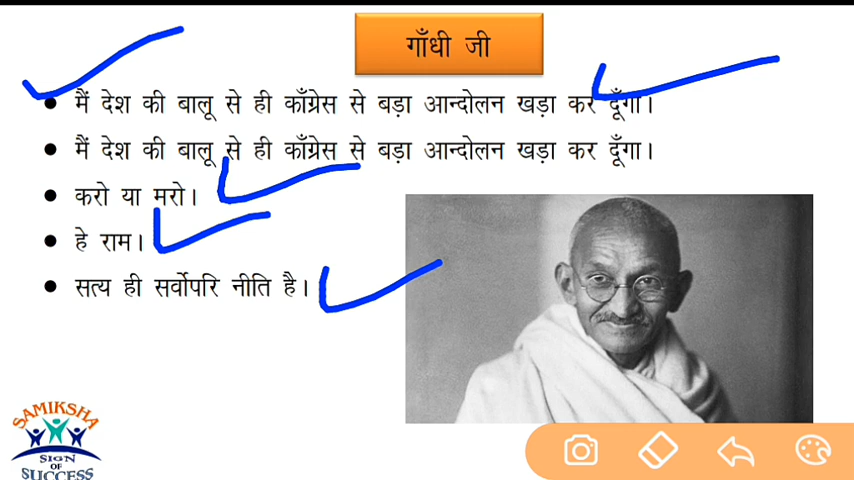 गाँधी जी
• मैं देश की बालू से ही काँग्रेस से बड़ा आन्दोलन खड़ा कर दूँगा।
• मैं देश की बालू से ही काँग्रेस से बड़ा आन्दोलन खड़ा कर दूँगा।
• करो या मरो।
• हे राम।
• सत्य ही सर्वोपरि नीति है।
SAMIKSHA
SIGN
OF
SUCCESS